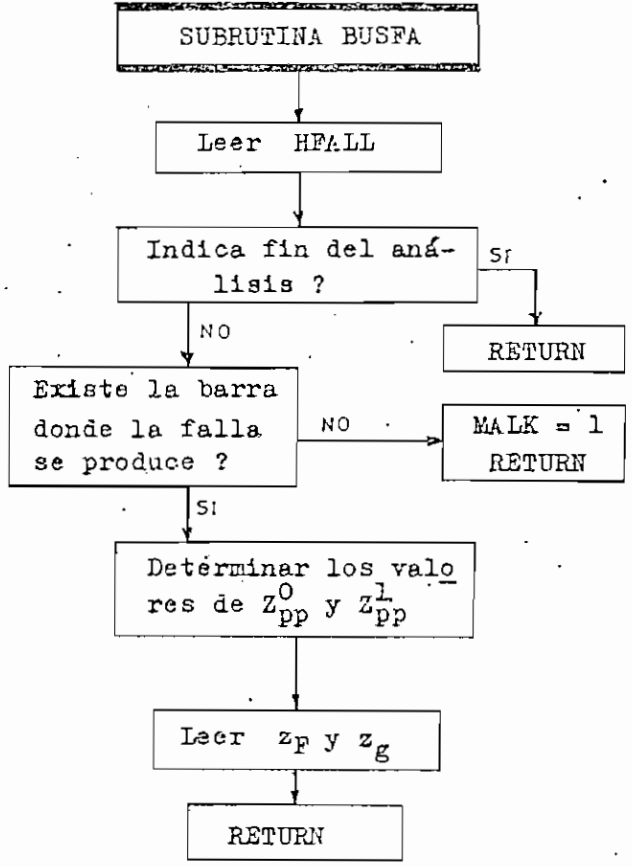 SUBRUTINA BUSFA
Leer HFALL
Indica fin del aná-
lisis ?
SI
NO
RETURN
Existe la barra
donde la falla
se produce ?
NO
MALK = 1
RETURN
SI
Determinar los valo
res de Z⁰pp y Z¹pp
Leer zF y zg
RETURN